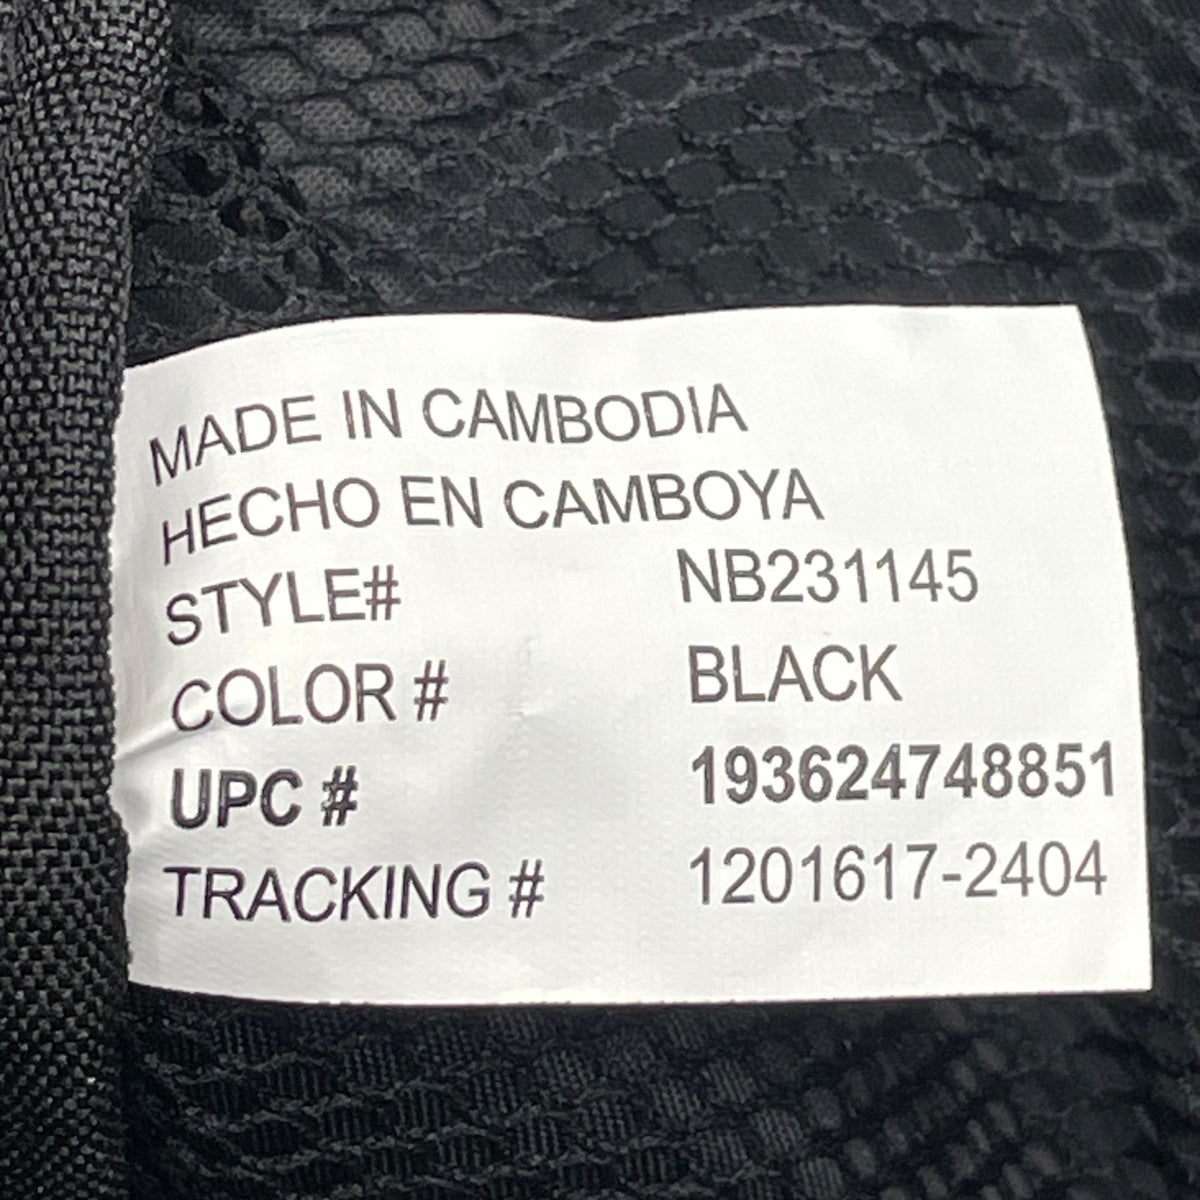 MADE IN CAMBODIA
HECHO EN CAMBOYA
STYLE# NB231145
COLOR # BLACK
UPC # 193624748851
TRACKING # 1201617-2404